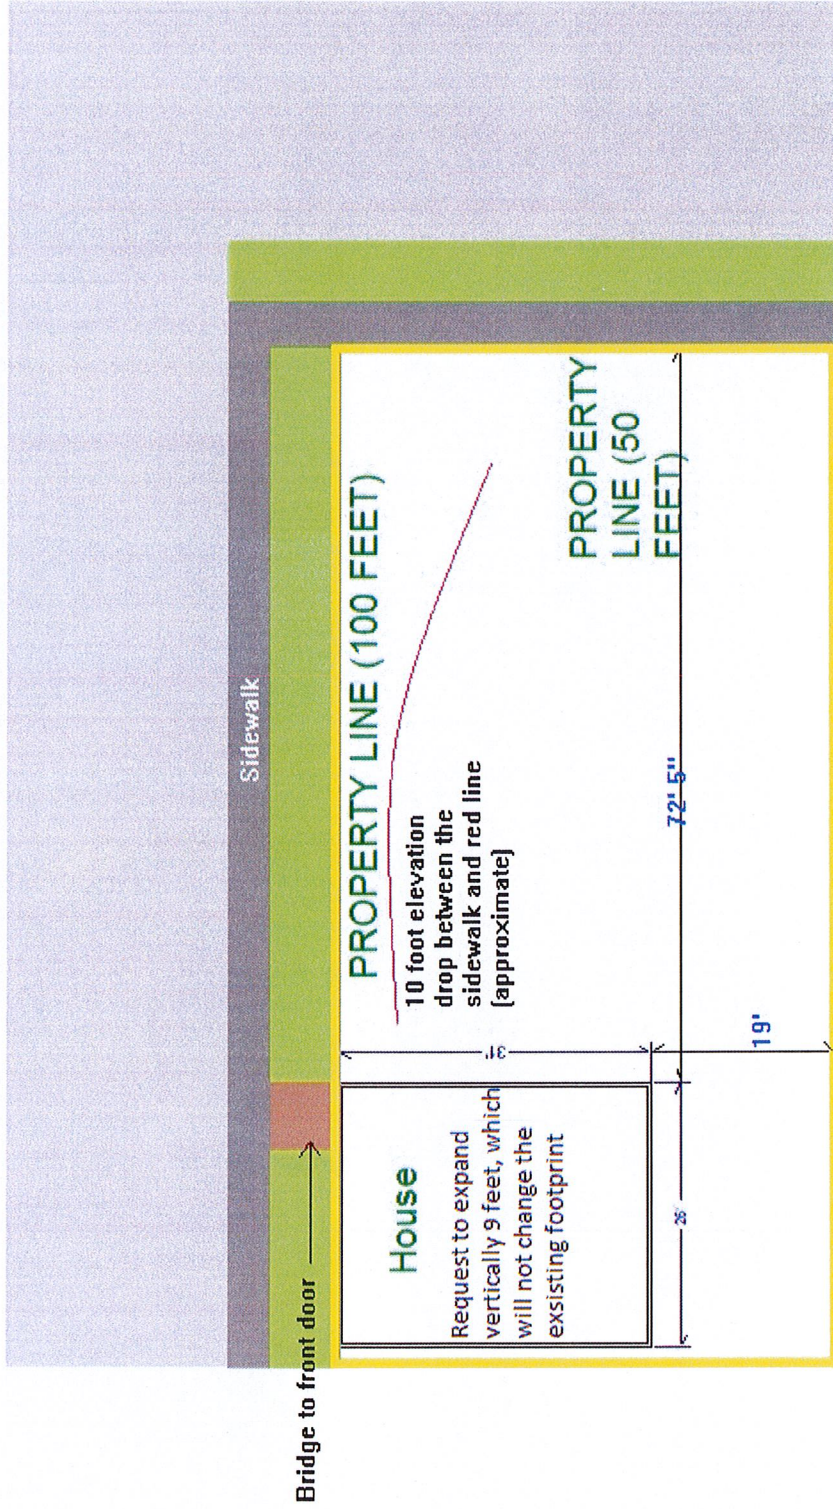 Sidewalk
Bridge to front door
PROPERTY LINE (100 FEET)
10 foot elevation
drop between the
sidewalk and red line
(approximate)
PROPERTY
LINE (50
FEET)
House
Request to expand
vertically 9 feet, which
will not change the
exsisting footprint
31'
72' 5"
19'
26'